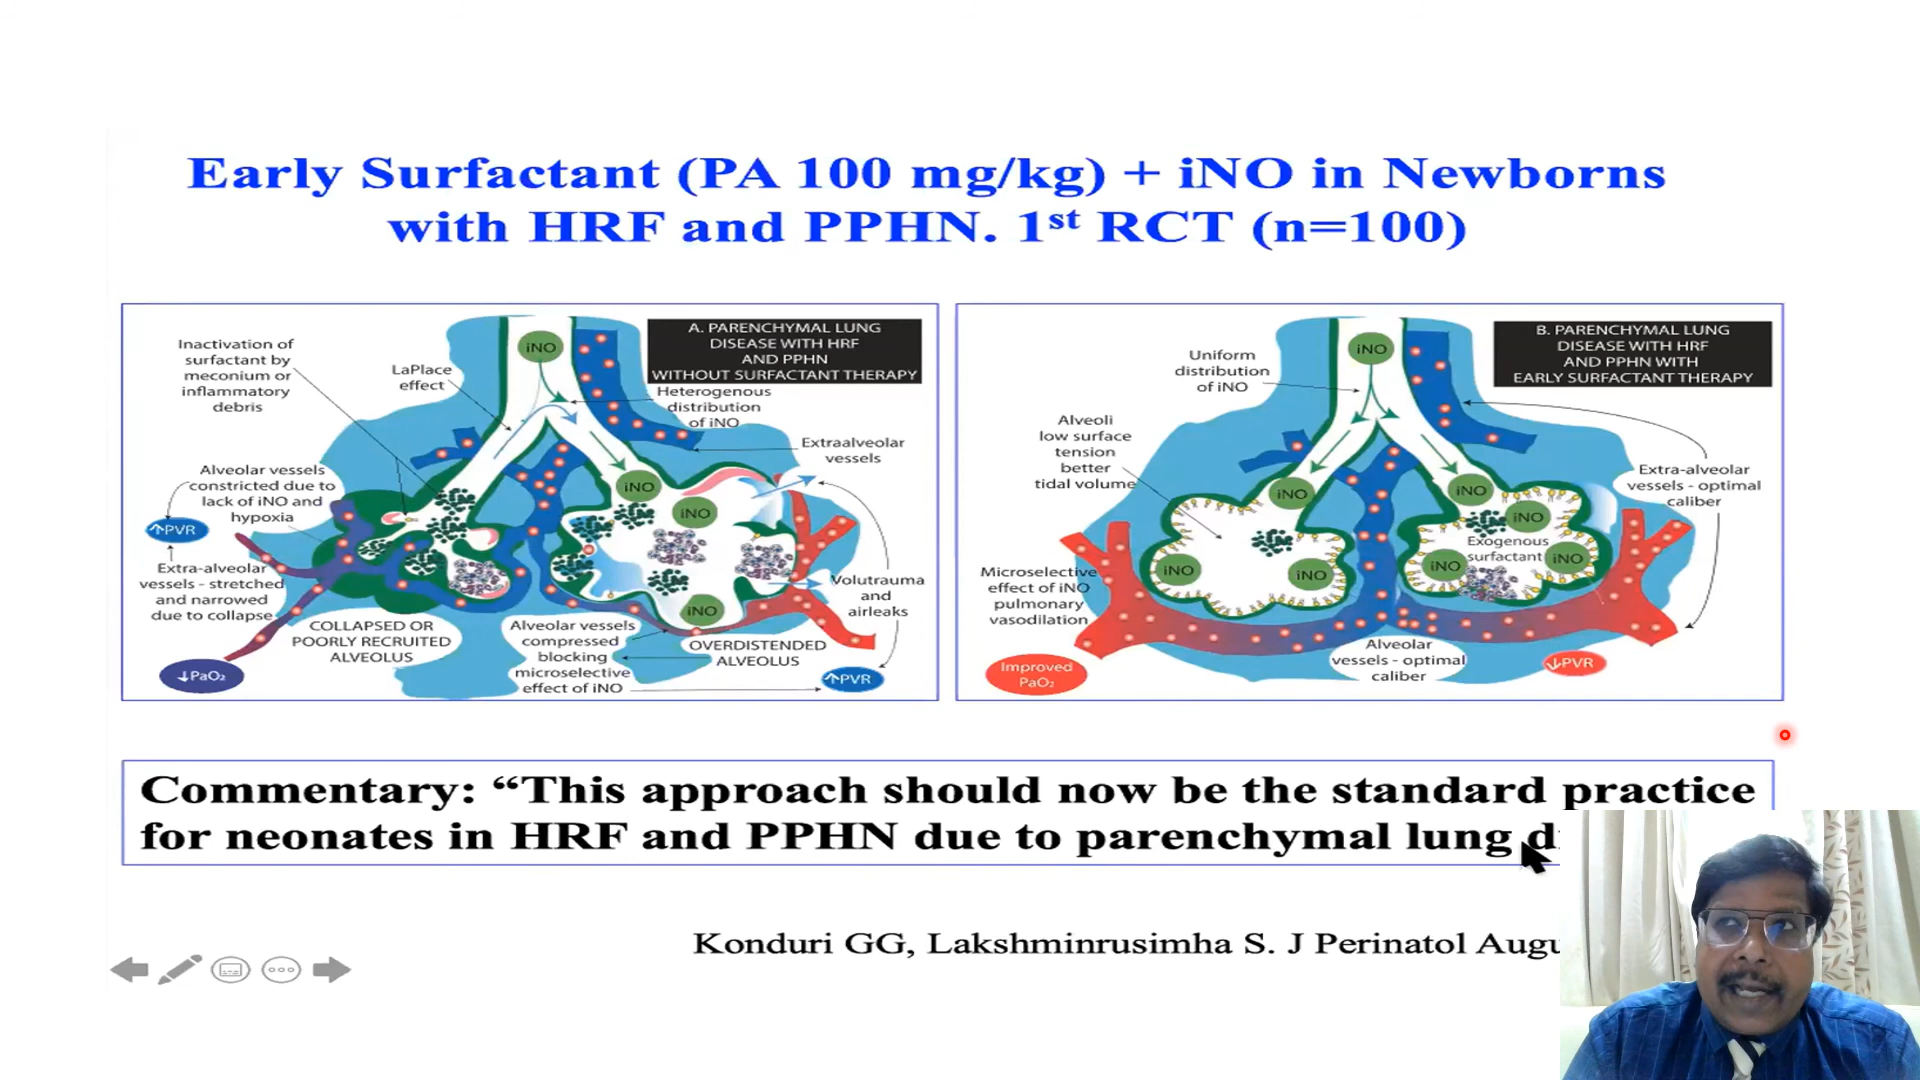 Early Surfactant (PA 100 mg/kg) + iNO in Newborns
with HRF and PPHN. 1st RCT (n=100)
A. PARENCHYMAL LUNG
DISEASE WITH HRF
AND PPHN
WITHOUT SURFACTANT THERAPY
Inactivation of
surfactant by
meconium or
inflammatory
debris
LaPlace
effect
iNO
Heterogenous
distribution
of iNO
Extraalveolar
vessels
Alveolar vessels
constricted due to
lack of iNO and
hypoxia
↑PVR
Extra-alveolar
vessels - stretched
and narrowed
due to collapse
COLLAPSED OR
POORLY RECRUITED
ALVEOLUS
↓PaO₂
iNO
iNO
iNO
Alveolar vessels
compressed
blocking
microselective
effect of iNO
OVERDISTENDED
ALVEOLUS
Volutrauma
and
airleaks
↑PVR
B. PARENCHYMAL LUNG
DISEASE WITH HRF
AND PPHN WITH
EARLY SURFACTANT THERAPY
Uniform
distribution
of iNO
iNO
Alveoli
low surface
tension
better
tidal volume
Extra-alveolar
vessels - optimal
caliber
iNO
iNO
iNO
iNO
iNO
Exogenous
surfactant
iNO
iNO
Microselective
effect of iNO
pulmonary
vasodilation
Improved
PaO₂
Alveolar
vessels - optimal
caliber
↓PVR
Commentary: “This approach should now be the standard practice
for neonates in HRF and PPHN due to parenchymal lung
Konduri GG, Lakshminrusimha S. J Perinatol